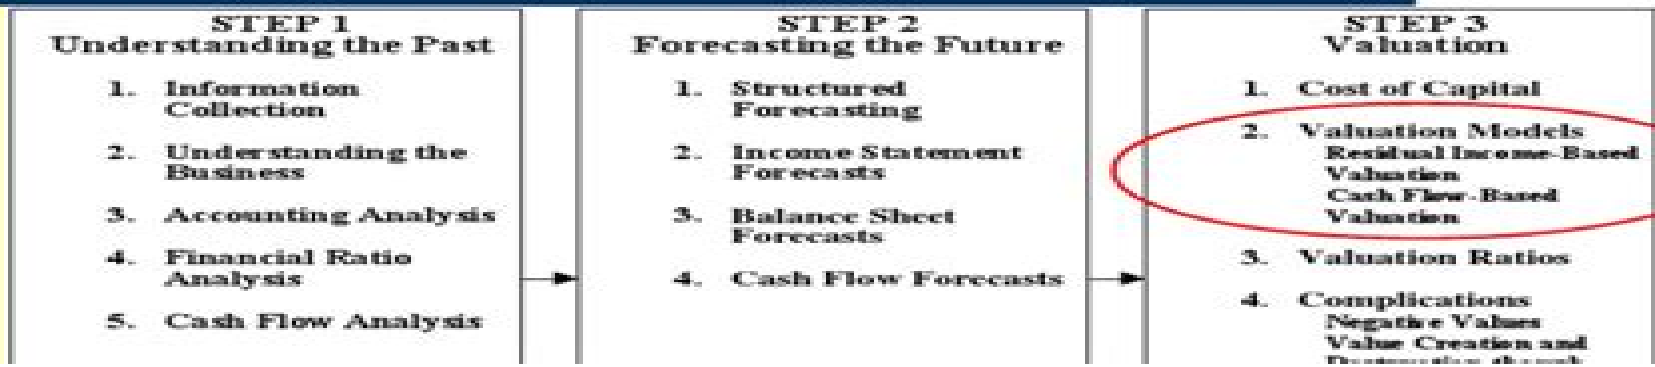 STEP 1
Understanding the Past
1. Information
Collection
2. Understanding the
Business
3. Accounting Analysis
4. Financial Ratio
Analysis
5. Cash Flow Analysis
STEP 2
Forecasting the Future
1. Structured
Forecasting
2. Income Statement
Forecasts
3. Balance Sheet
Forecasts
4. Cash Flow Forecasts
STEP 3
Valuation
1. Cost of Capital
2. Valuation Models
Residual Income-Based
Valuation
Cash Flow-Based
Valuation
3. Valuation Ratios
4. Complications
Negative Values
Value Creation and